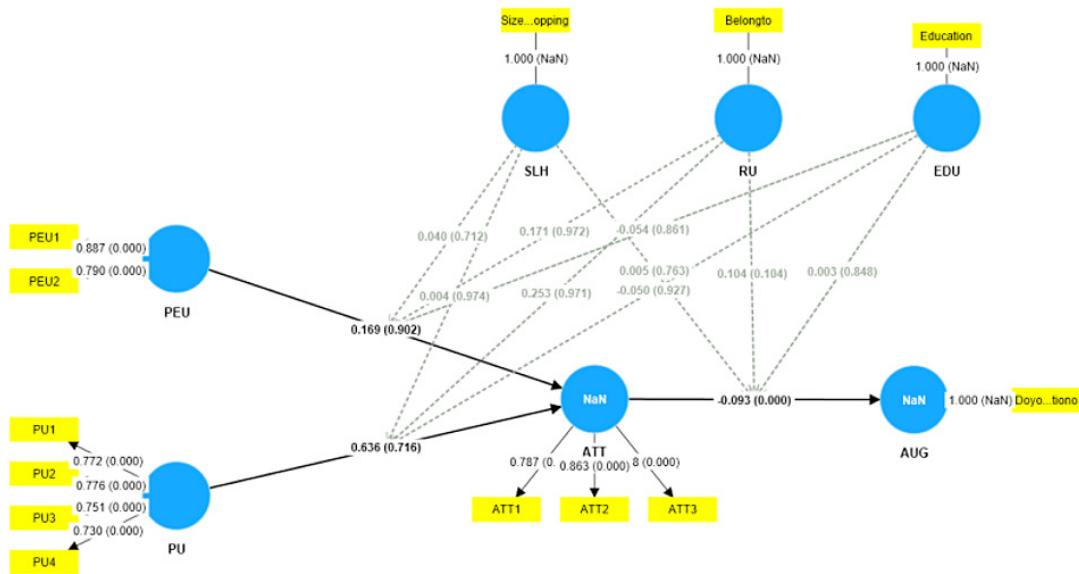 Size...opping
Belongto
Education
1.000 (NaN)
1.000 (NaN)
1.000 (NaN)
SLH
RU
EDU
PEU1
0.887 (0.000)
PEU2
0.790 (0.000)
PEU
0.040 (0.712)
0.171 (0.972)
-0.054 (0.861)
0.005 (0.763)
0.104 (0.104)
0.003 (0.848)
0.004 (0.974)
0.253 (0.971)
-0.050 (0.927)
0.169 (0.902)
NaN
-0.093 (0.000)
NaN
1.000 (NaN)
Doyo...tiono
ATT
AUG
PU1
0.772 (0.000)
PU2
0.776 (0.000)
PU3
0.751 (0.000)
0.730 (0.000)
PU4
PU
0.636 (0.716)
0.787 (0.
0.863 (0.000)
8 (0.000)
ATT1
ATT2
ATT3